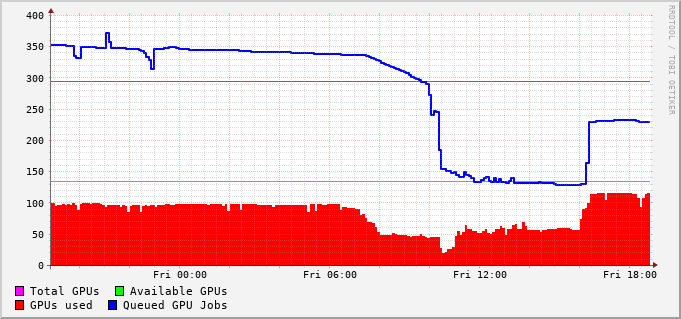 400
350
300
250
200
150
100
50
0
Fri 00:00 Fri 06:00 Fri 12:00 Fri 18:00
Total GPUs Available GPUs
GPUs used Queued GPU Jobs
RRDTOOL / TOBI OETIKER